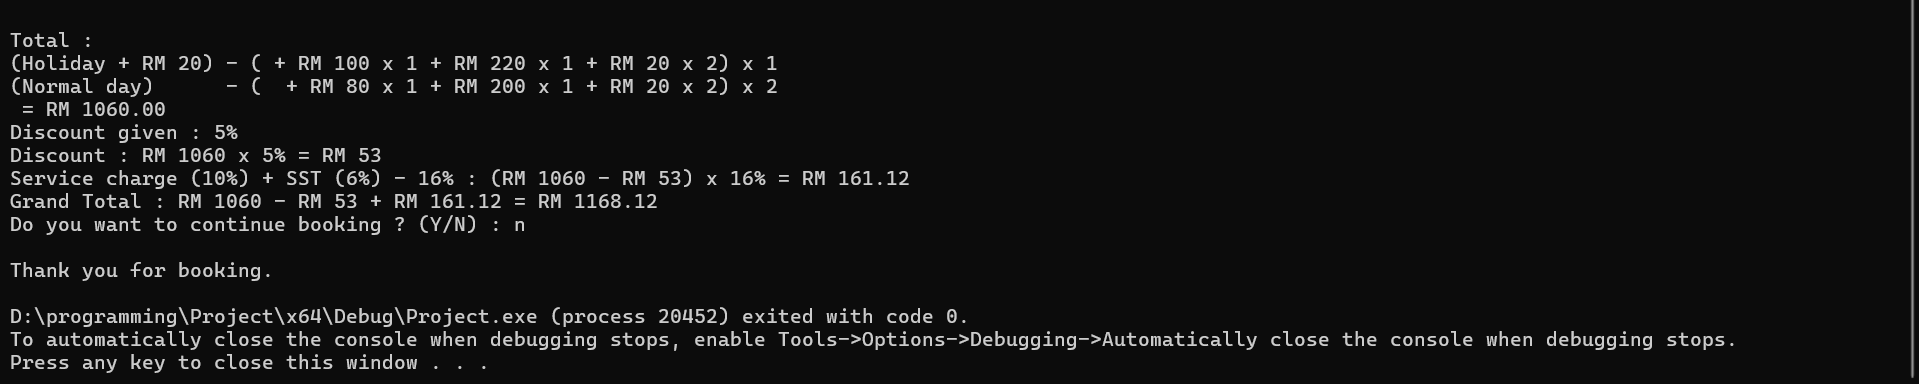 Total :
(Holiday + RM 20) - ( + RM 100 x 1 + RM 220 x 1 + RM 20 x 2) x 1
(Normal day)      - (  + RM 80 x 1 + RM 200 x 1 + RM 20 x 2) x 2
 = RM 1060.00
Discount given : 5%
Discount : RM 1060 x 5% = RM 53
Service charge (10%) + SST (6%) - 16% : (RM 1060 - RM 53) x 16% = RM 161.12
Grand Total : RM 1060 - RM 53 + RM 161.12 = RM 1168.12
Do you want to continue booking ? (Y/N) : n
Thank you for booking.
D:\programming\Project\x64\Debug\Project.exe (process 20452) exited with code 0.
To automatically close the console when debugging stops, enable Tools->Options->Debugging->Automatically close the console when debugging stops.
Press any key to close this window . . .